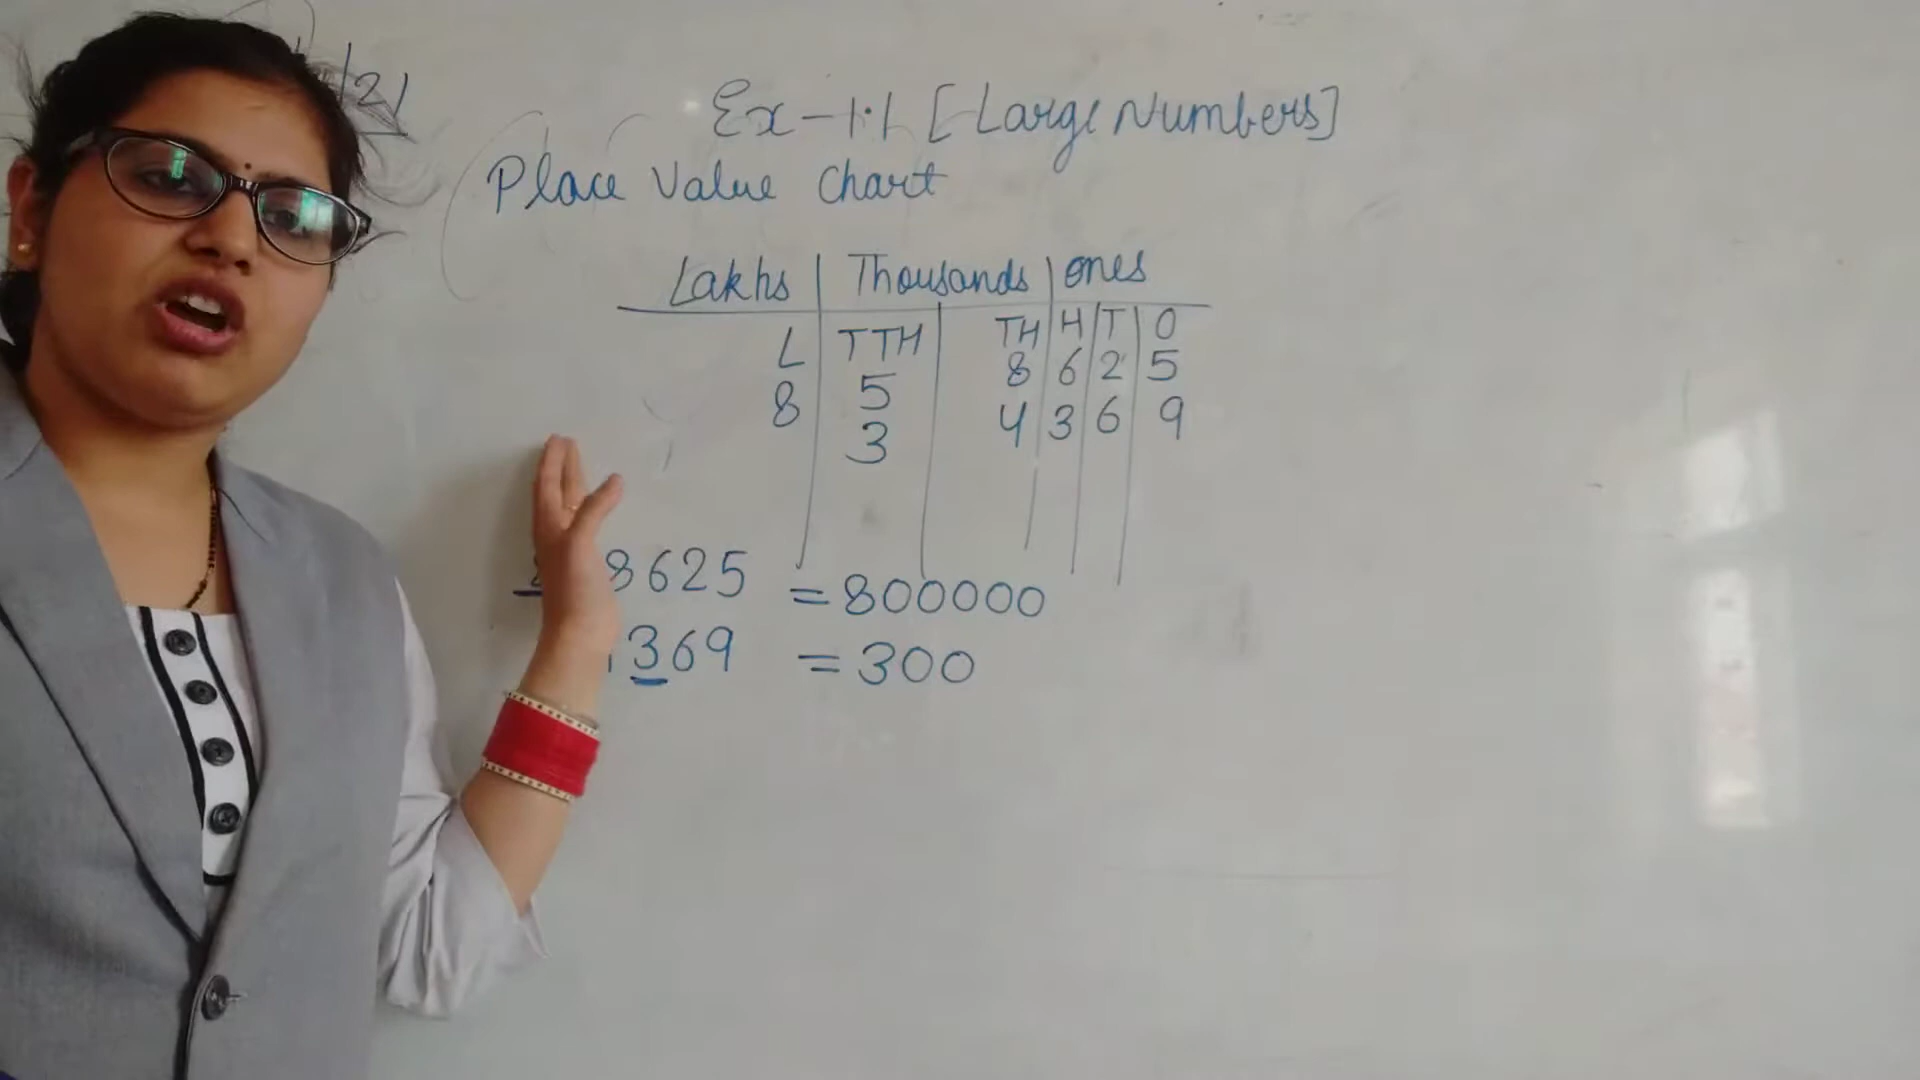 /21
Ex-1.1 [Large Numbers]
Place Value Chart
Lakhs | Thousands | ones
L TTH TH H T O
8 5 8 6 2 5
3 4 3 6 9
8625 = 800000
369 = 300